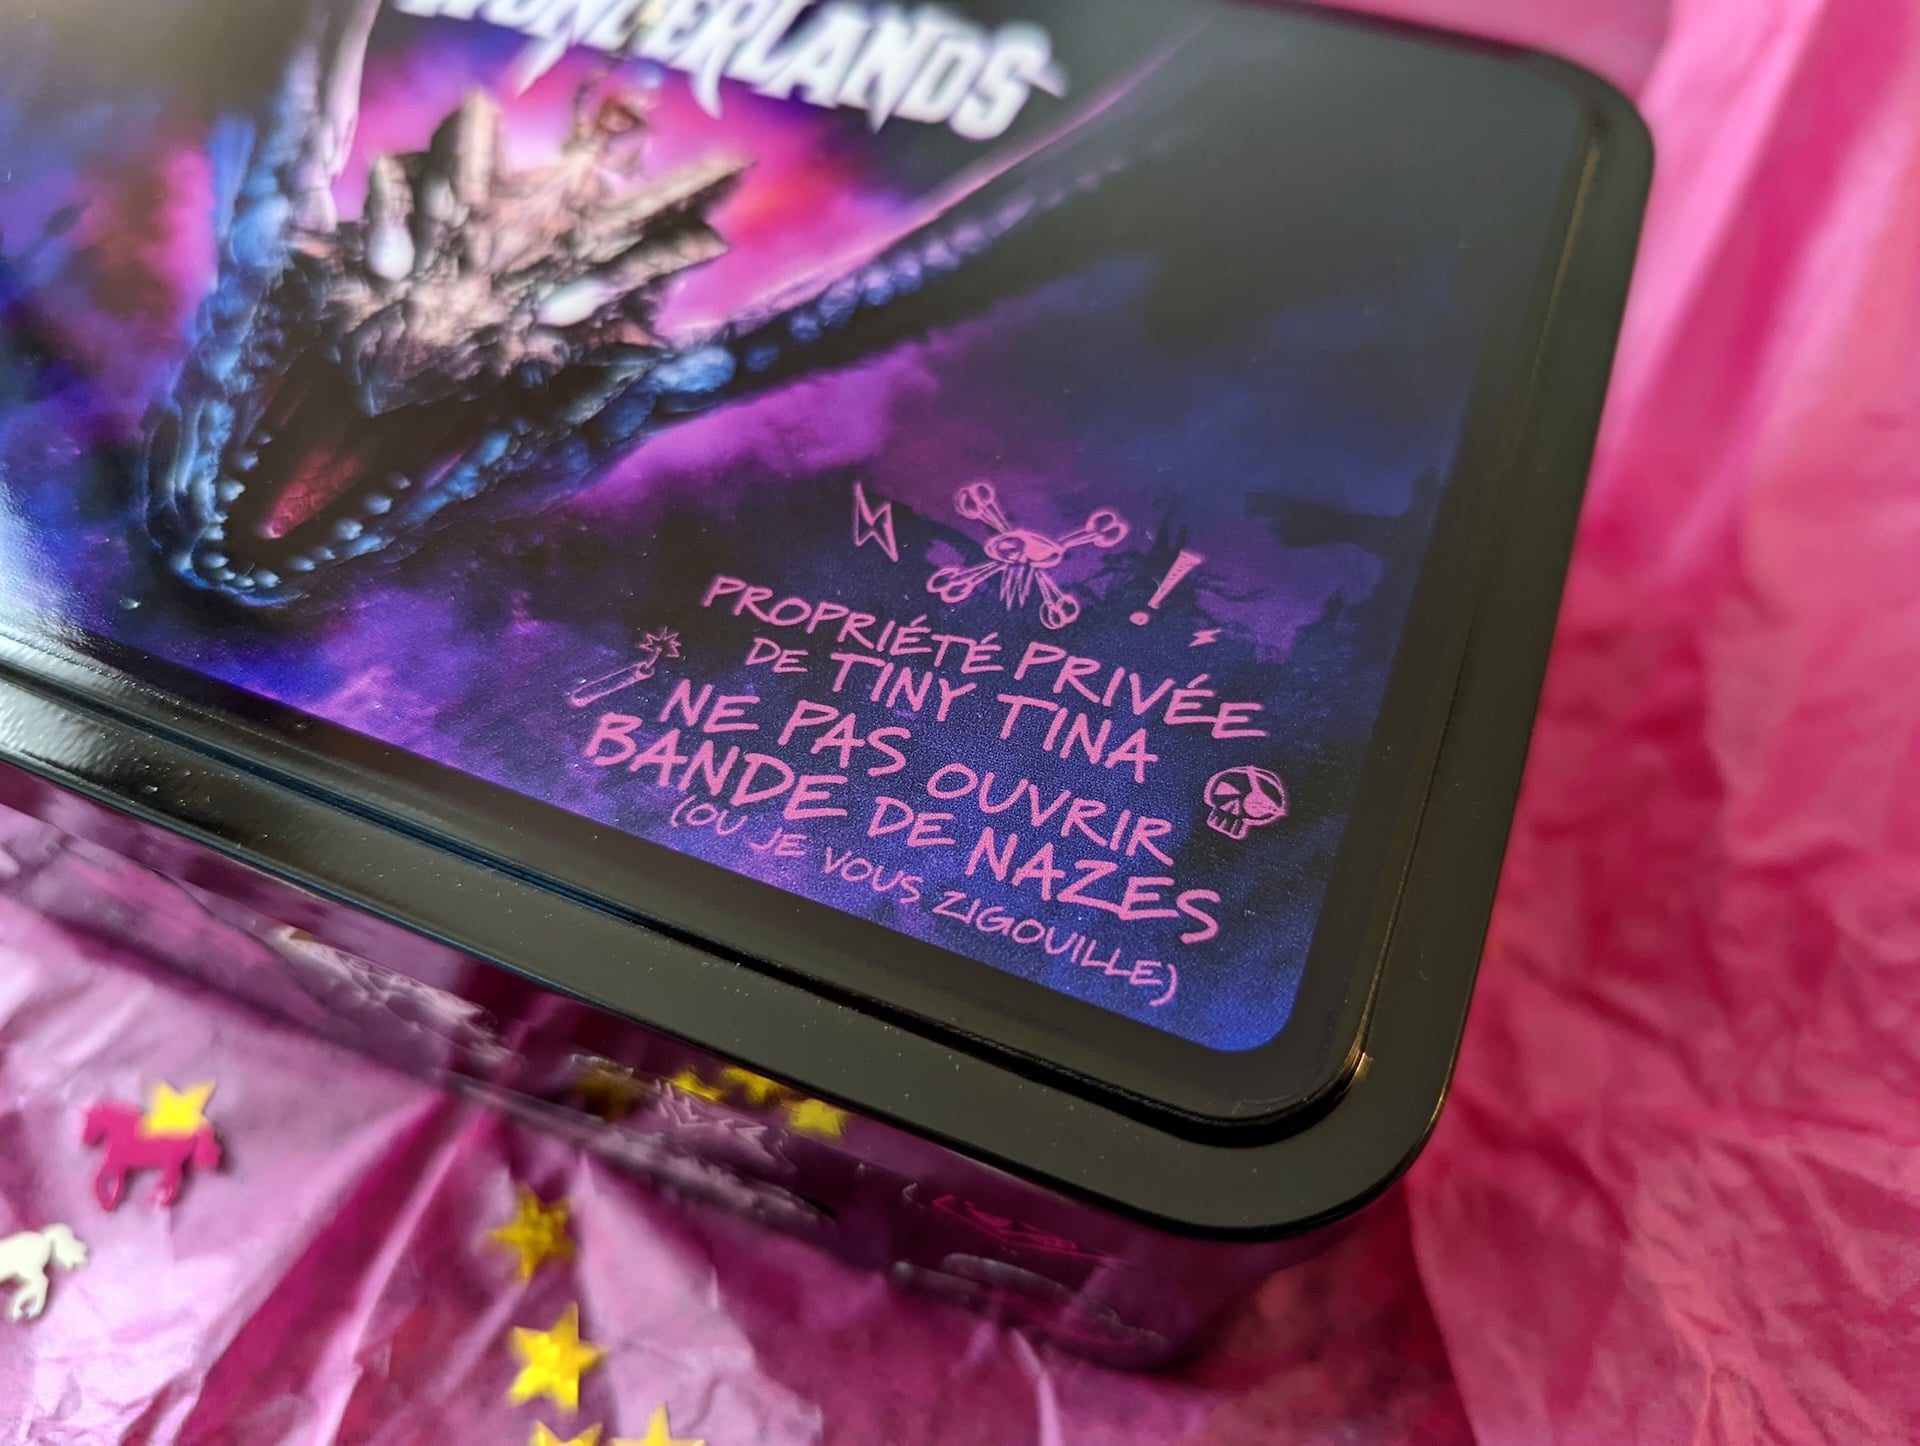 WONDERLANDS
PROPRIÉTÉ PRIVÉE
DE TINY TINA
NE PAS OUVRIR
BANDE DE NAZES
(OU JE VOUS ZIGOUILLE)